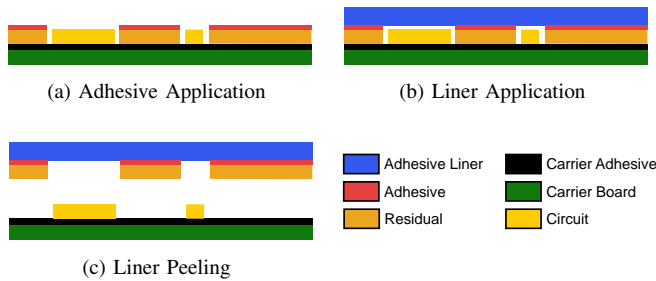 (a) Adhesive Application
(b) Liner Application
Adhesive Liner
Carrier Adhesive
Adhesive
Carrier Board
Residual
Circuit
(c) Liner Peeling